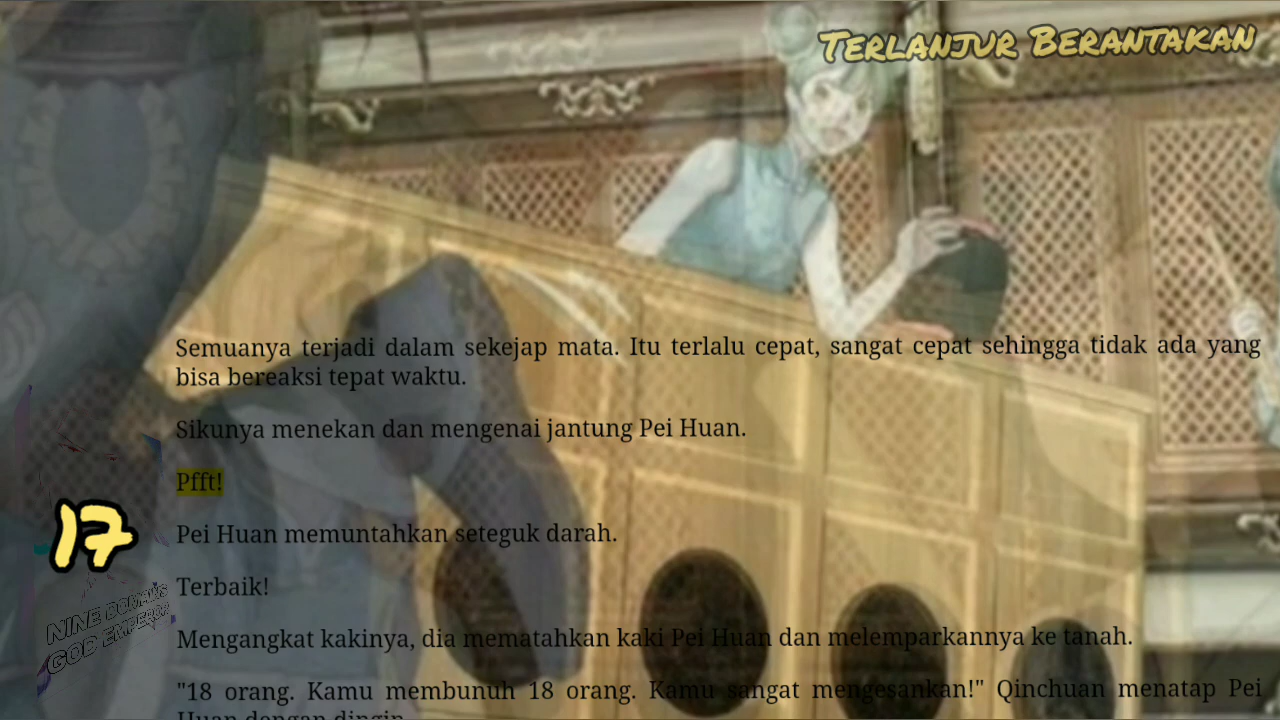 Terlanjur Berantakan
Semuanya terjadi dalam sekejap mata. Itu terlalu cepat, sangat cepat sehingga tidak ada yang
bisa bereaksi tepat waktu.
Sikunya menekan dan mengenai jantung Pei Huan.
Pfft!
Pei Huan memuntahkan seteguk darah.
Terbaik!
Mengangkat kakinya, dia mematahkan kaki Pei Huan dan melemparkannya ke tanah.
"18 orang. Kamu membunuh 18 orang. Kamu sangat mengesankan!" Qinchuan menatap Pei
Huan dengan dingin.
17
NINE DOMAINS
GOD EMPEROR